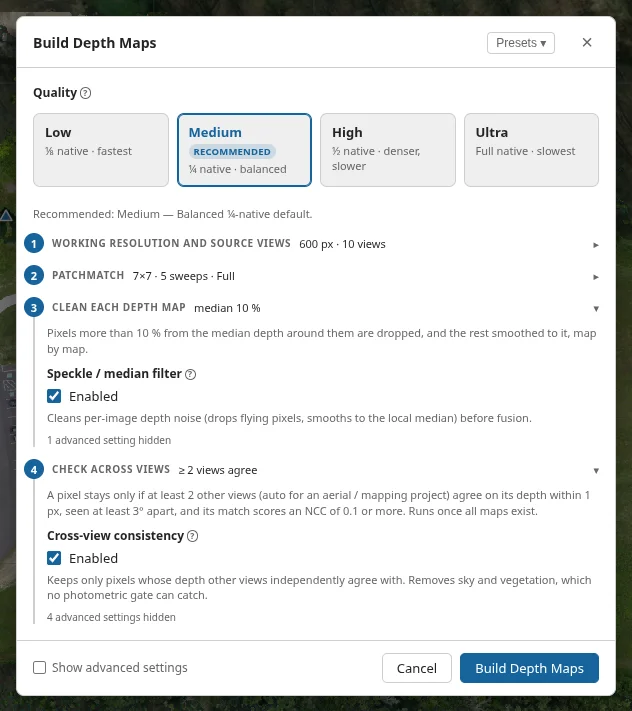 Build Depth Maps
Presets ▾
×
Quality ?
Low
⅛ native · fastest
Medium
RECOMMENDED
¼ native · balanced
High
½ native · denser,
slower
Ultra
Full native · slowest
Recommended: Medium — Balanced ¼-native default.
1 WORKING RESOLUTION AND SOURCE VIEWS 600 px · 10 views ▸
2 PATCHMATCH 7×7 · 5 sweeps · Full ▸
3 CLEAN EACH DEPTH MAP median 10 % ▾
Pixels more than 10 % from the median depth around them are dropped, and the rest smoothed to it, map
by map.
Speckle / median filter ?
Enabled
Cleans per-image depth noise (drops flying pixels, smooths to the local median) before fusion.
1 advanced setting hidden
4 CHECK ACROSS VIEWS ≥ 2 views agree ▾
A pixel stays only if at least 2 other views (auto for an aerial / mapping project) agree on its depth within 1
px, seen at least 3° apart, and its match scores an NCC of 0.1 or more. Runs once all maps exist.
Cross-view consistency ?
Enabled
Keeps only pixels whose depth other views independently agree with. Removes sky and vegetation, which
no photometric gate can catch.
4 advanced settings hidden
Show advanced settings
Cancel
Build Depth Maps